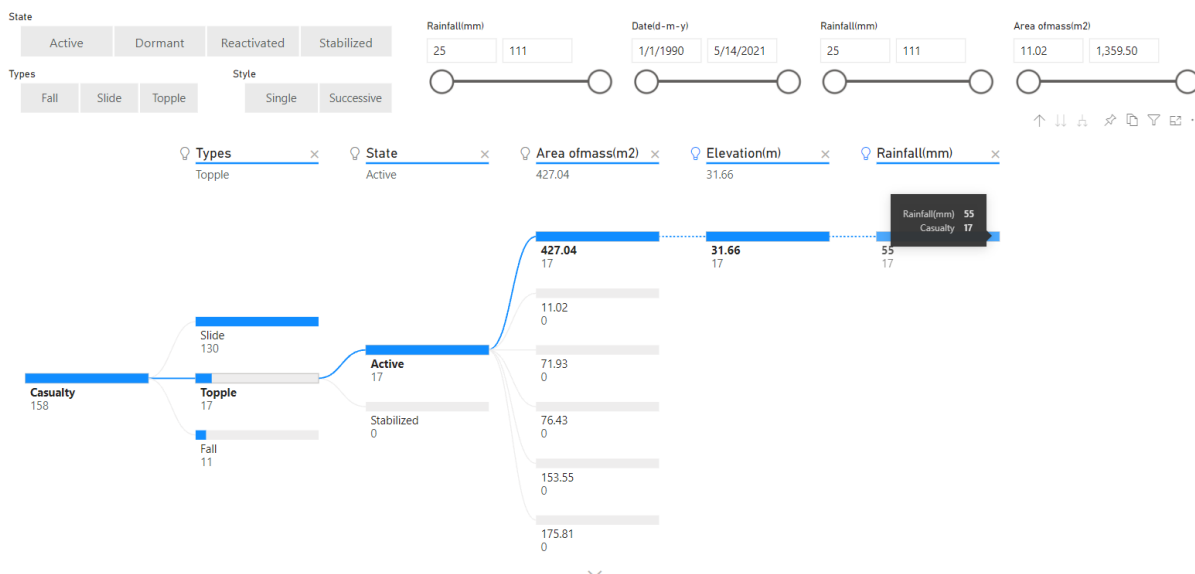 State
Active Dormant Reactivated Stabilized
Types Style
Fall Slide Topple Single Successive
Rainfall(mm) Date(d-m-y) Rainfall(mm) Area ofmass(m2)
25 111 1/1/1990 5/14/2021 25 111 11.02 1,359.50
Types State Area ofmass(m2) Elevation(m) Rainfall(mm)
Topple Active 427.04 31.66
Rainfall(mm) 55
Casualty 17
427.04 31.66 55
17 17 17
11.02
0
Slide
130
71.93
0
Active
17
Casualty
158
Topple
17
76.43
0
Stabilized
0
Fall
11
153.55
0
175.81
0